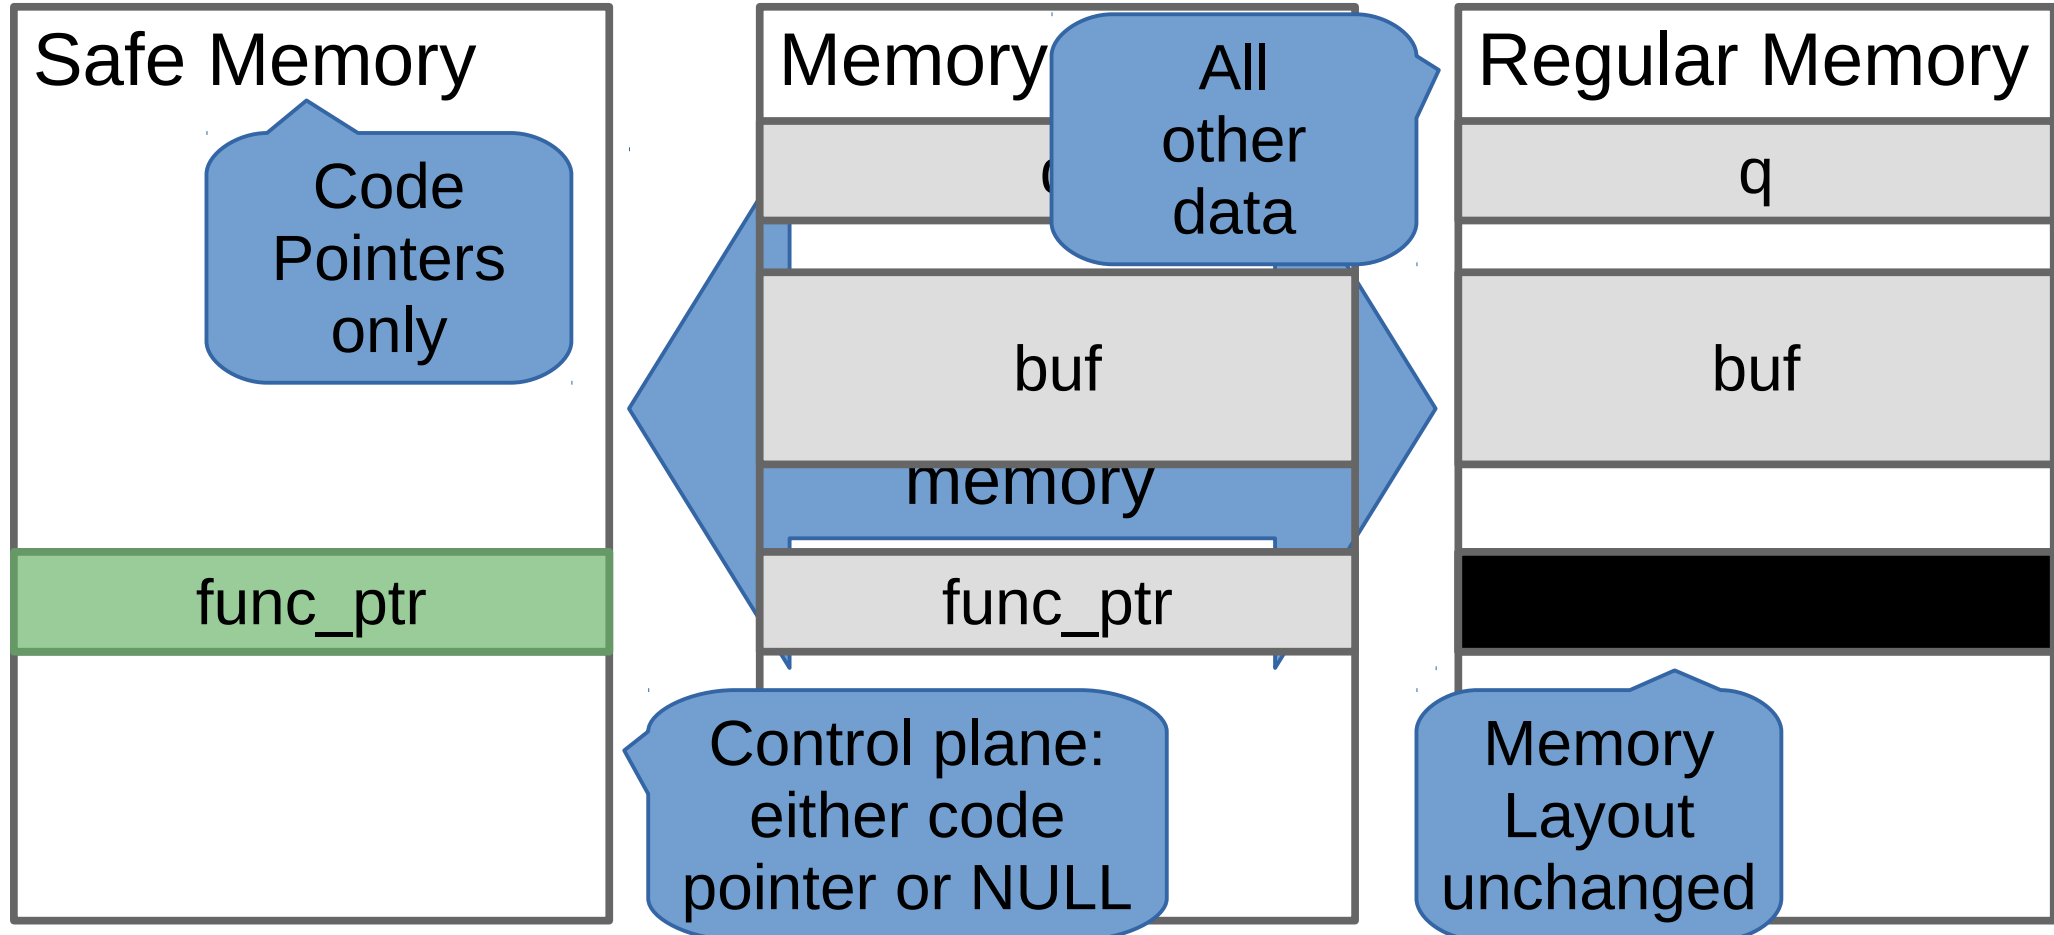 Safe Memory
Code
Pointers
only
func_ptr
Memory
buf
memory
func_ptr
All
other
data
Control plane:
either code
pointer or NULL
Regular Memory
q
buf
Memory
Layout
unchanged